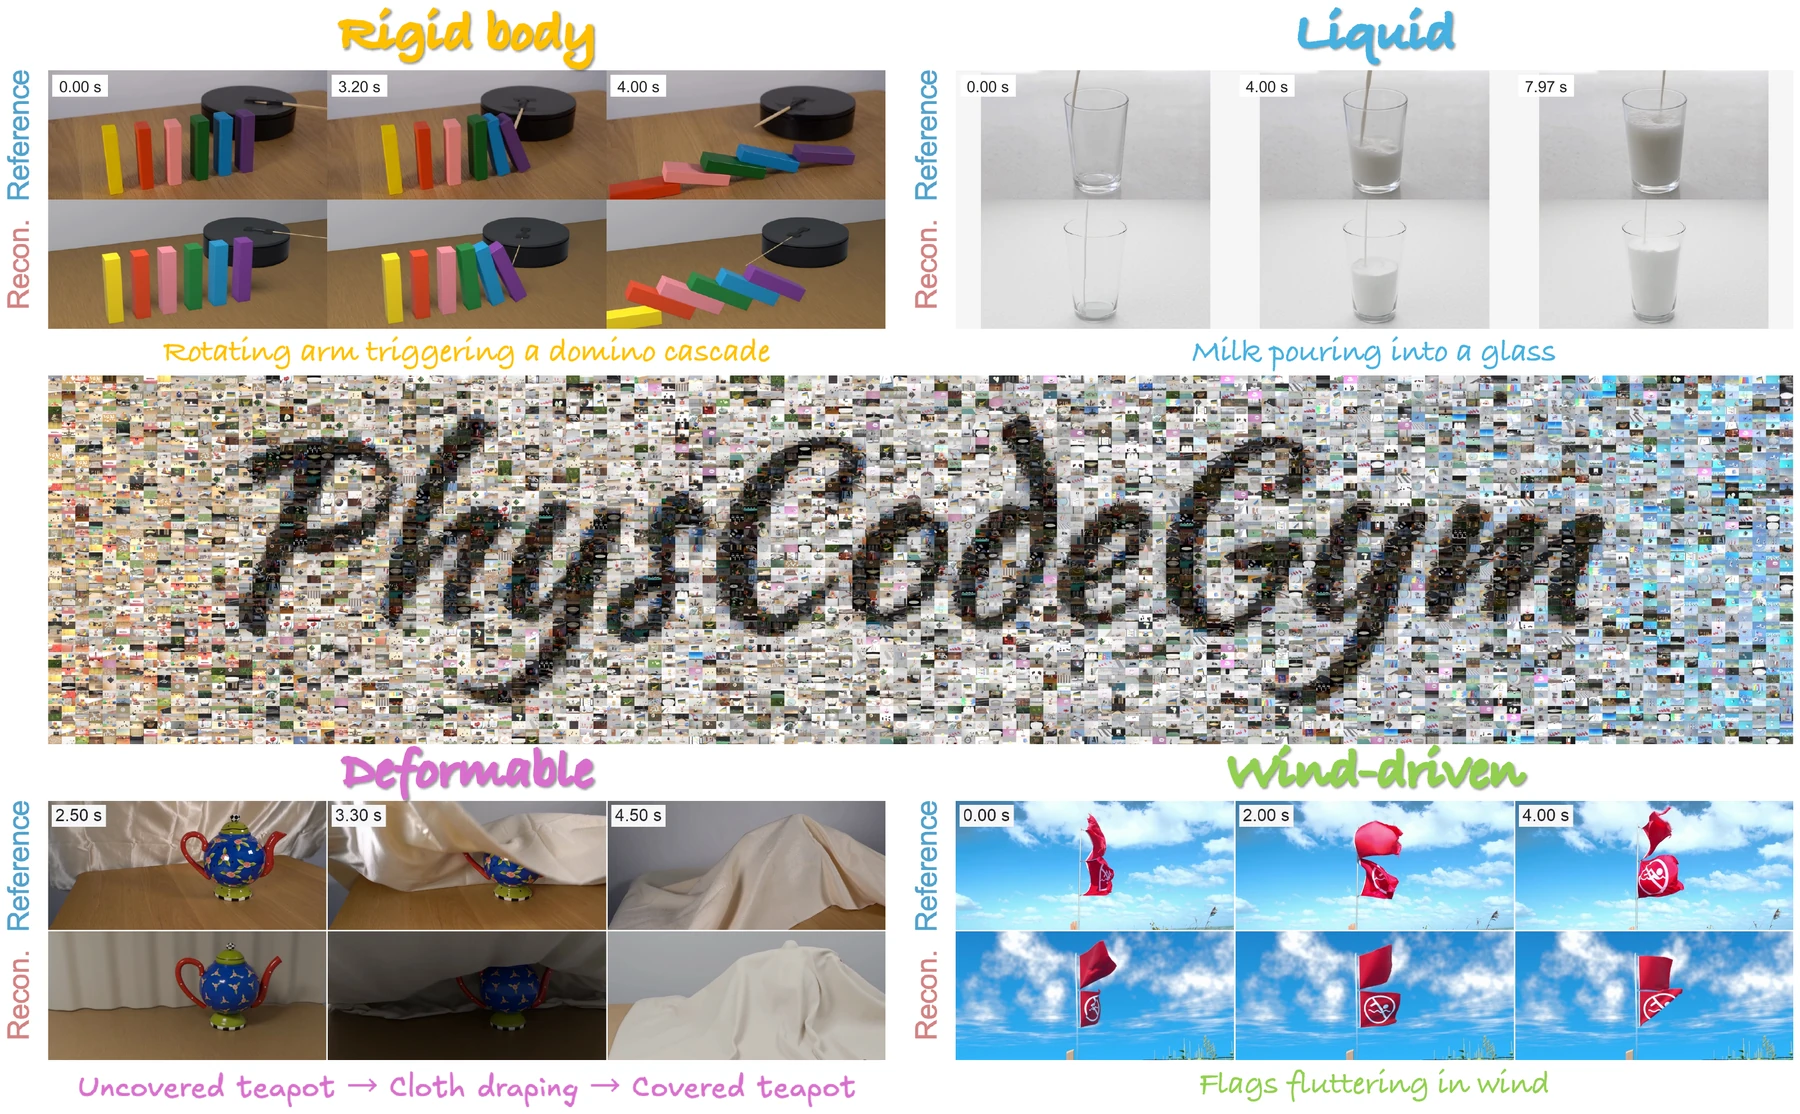 Rigid body
Reference
0.00 s
3.20 s
4.00 s
Recon.
Rotating arm triggering a domino cascade
Liquid
Reference
0.00 s
4.00 s
7.97 s
Recon.
Milk pouring into a glass
PhysCodeGym
Deformable
Reference
2.50 s
3.30 s
4.50 s
Recon.
Uncovered teapot → Cloth draping → Covered teapot
Wind-driven
Reference
0.00 s
2.00 s
4.00 s
Recon.
Flags fluttering in wind